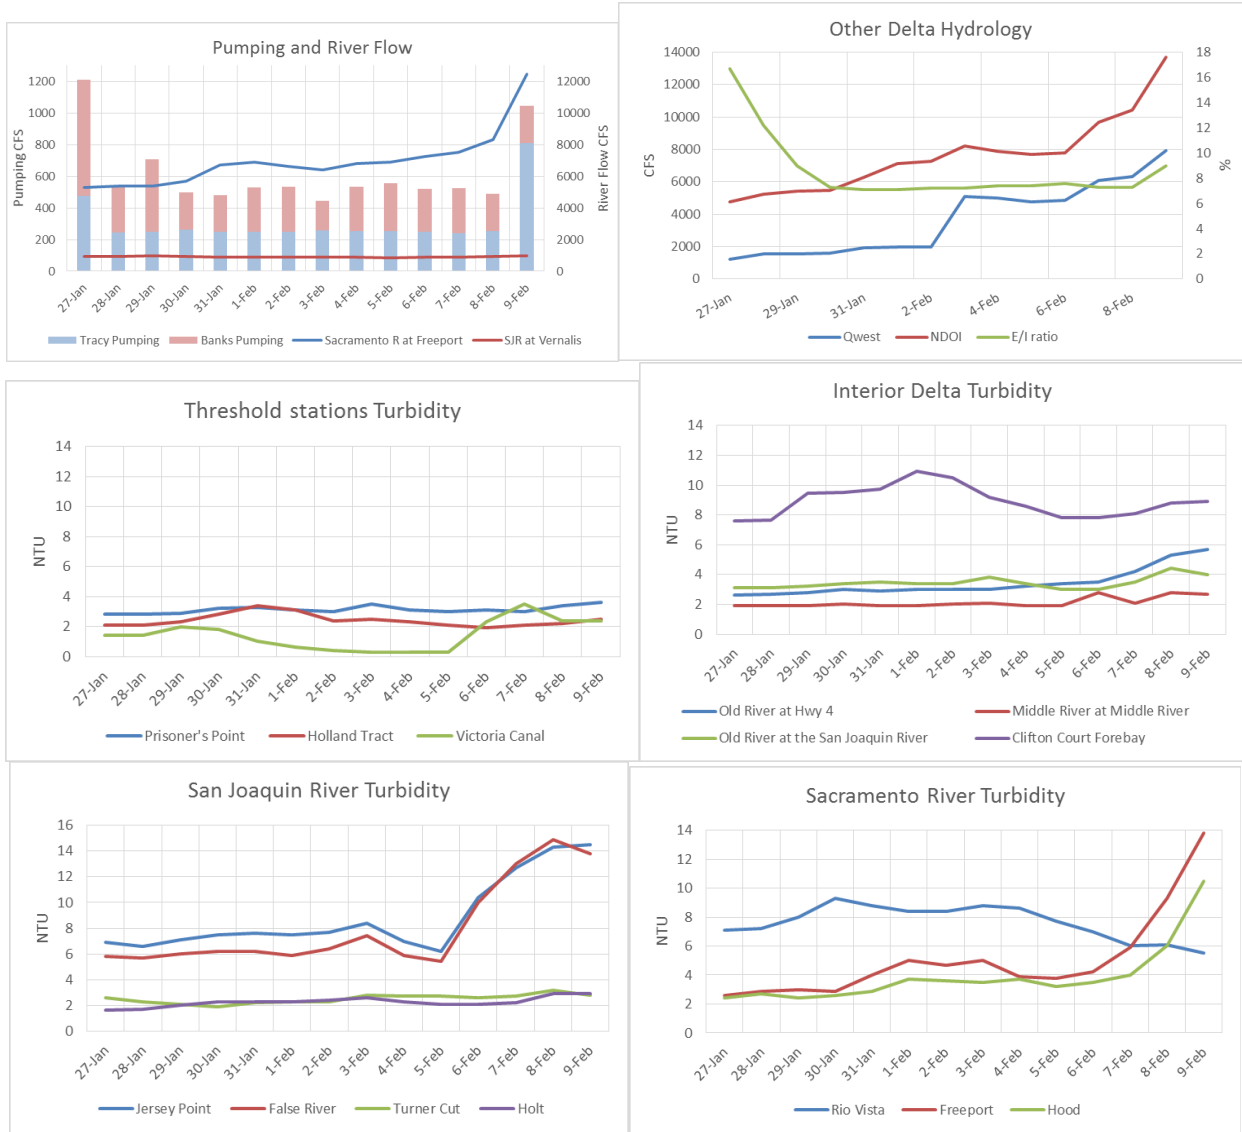 Pumping and River Flow
Pumping CFS
1200
1000
800
600
400
200
0
12000
10000
8000
6000
4000
2000
0
River Flow CFS
27-Jan 28-Jan 29-Jan 30-Jan 31-Jan 1-Feb 2-Feb 3-Feb 4-Feb 5-Feb 6-Feb 7-Feb 8-Feb 9-Feb
Tracy Pumping Banks Pumping Sacramento R at Freeport SJR at Vernalis
Other Delta Hydrology
CFS
14000
12000
10000
8000
6000
4000
2000
0
18
16
14
12
10
8
6
4
2
0
%
27-Jan 29-Jan 31-Jan 2-Feb 4-Feb 6-Feb 8-Feb
Qwest NDOI E/I ratio
Threshold stations Turbidity
NTU
14
12
10
8
6
4
2
0
27-Jan 28-Jan 29-Jan 30-Jan 31-Jan 1-Feb 2-Feb 3-Feb 4-Feb 5-Feb 6-Feb 7-Feb 8-Feb 9-Feb
Prisoner's Point Holland Tract Victoria Canal
Interior Delta Turbidity
NTU
14
12
10
8
6
4
2
0
27-Jan 28-Jan 29-Jan 30-Jan 31-Jan 1-Feb 2-Feb 3-Feb 4-Feb 5-Feb 6-Feb 7-Feb 8-Feb 9-Feb
Old River at Hwy 4 Middle River at Middle River
Old River at the San Joaquin River Clifton Court Forebay
San Joaquin River Turbidity
NTU
16
14
12
10
8
6
4
2
0
27-Jan 28-Jan 29-Jan 30-Jan 31-Jan 1-Feb 2-Feb 3-Feb 4-Feb 5-Feb 6-Feb 7-Feb 8-Feb 9-Feb
Jersey Point False River Turner Cut Holt
Sacramento River Turbidity
NTU
14
12
10
8
6
4
2
0
27-Jan 28-Jan 29-Jan 30-Jan 31-Jan 1-Feb 2-Feb 3-Feb 4-Feb 5-Feb 6-Feb 7-Feb 8-Feb 9-Feb
Rio Vista Freeport Hood